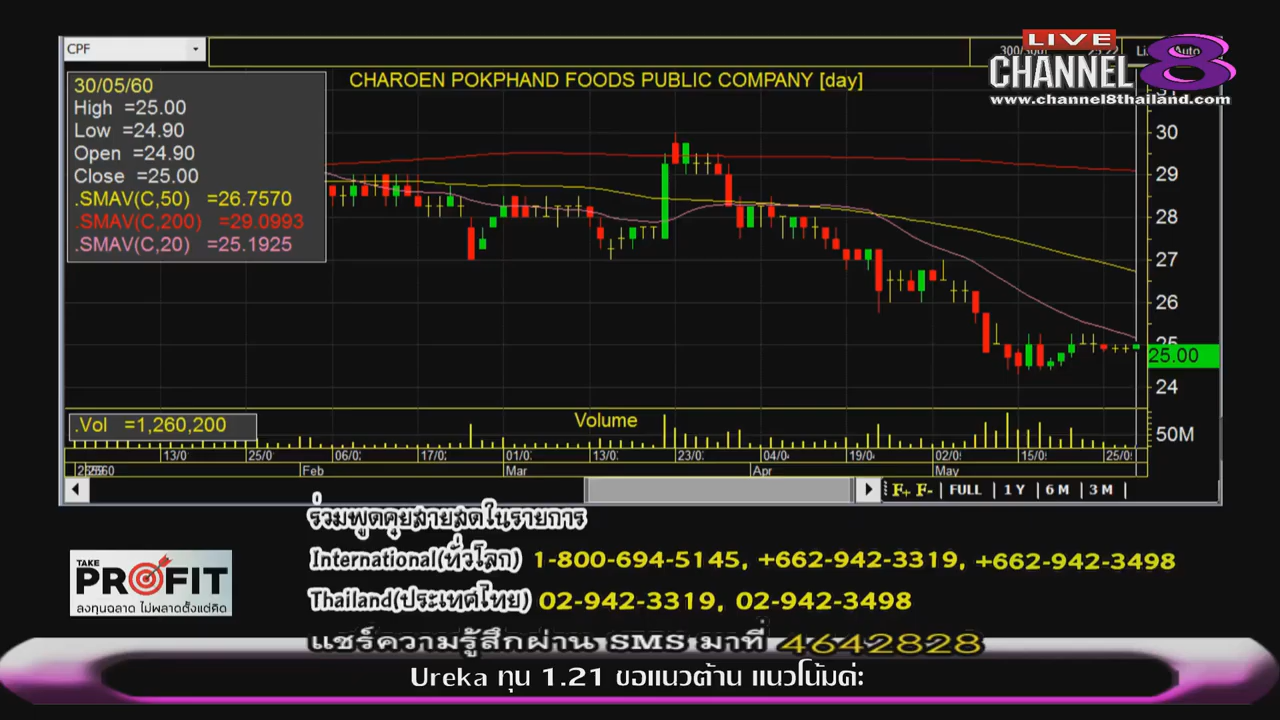 CPF
LIVE
CHANNEL 8
www.channel8thailand.com
30/05/60
High =25.00
Low =24.90
Open =24.90
Close =25.00
.SMAV(C,50) =26.7570
.SMAV(C,200) =29.0993
.SMAV(C,20) =25.1925
CHAROEN POKPHAND FOODS PUBLIC COMPANY [day]
30
29
28
27
26
25
25.00
24
.Vol =1,260,200
Volume
50M
13/0 25/0 06/0 17/0 01/0 13/0 23/0 04/0 19/0 02/0 15/0 25/0
Feb Mar Apr May
F+ F- FULL 1 Y 6 M 3 M
ร่วมพูดคุยสายสดในรายการ
International(ทั่วโลก) 1-800-694-5145, +662-942-3319, +662-942-3498
Thailand(ประเทศไทย) 02-942-3319, 02-942-3498
TAKE
PROFIT
ลงทุนฉลาด ไม่พลาดตั้งแต่คิด
แชร์ความรู้สึกผ่าน SMS มาที่ 4642828
Ureka ทุน 1.21 ขอแนวต้าน แนวโน้มค่ะ